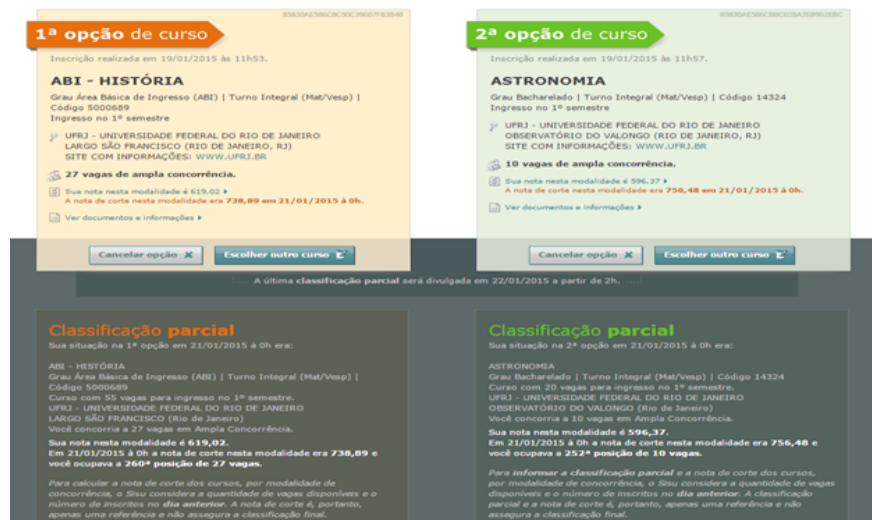 1ª opção de curso
Inscrição realizada em 19/01/2015 às 11h53.
ABI - HISTÓRIA
Grau Área Básica de Ingresso (ABI) | Turno Integral (Mat/Vesp) |
Código 5000689
Ingresso no 1º semestre
UFRJ - UNIVERSIDADE FEDERAL DO RIO DE JANEIRO
LARGO SÃO FRANCISCO (RIO DE JANEIRO, RJ)
SITE COM INFORMAÇÕES: WWW.UFRJ.BR
27 vagas de ampla concorrência.
Sua nota nesta modalidade é 619,02
A nota de corte nesta modalidade era 738,89 em 21/01/2015 à 0h.
Ver documentos e informações
Cancelar opção
Escolher outro curso
2ª opção de curso
Inscrição realizada em 19/01/2015 às 11h57.
ASTRONOMIA
Grau Bacharelado | Turno Integral (Mat/Vesp) | Código 14324
Ingresso no 1º semestre
UFRJ - UNIVERSIDADE FEDERAL DO RIO DE JANEIRO
OBSERVATÓRIO DO VALONGO (RIO DE JANEIRO, RJ)
SITE COM INFORMAÇÕES: WWW.UFRJ.BR
10 vagas de ampla concorrência.
Sua nota nesta modalidade é 596,37
A nota de corte nesta modalidade era 756,48 em 21/01/2015 à 0h.
Ver documentos e informações
Cancelar opção
Escolher outro curso
A última classificação parcial será divulgada em 22/01/2015 a partir de 2h.
Classificação parcial
Sua situação na 1ª opção em 21/01/2015 à 0h era:
ABI - HISTÓRIA
Grau Área Básica de Ingresso (ABI) | Turno Integral (Mat/Vesp) |
Código 5000689
Curso com 55 vagas para ingresso no 1º semestre.
UFRJ - UNIVERSIDADE FEDERAL DO RIO DE JANEIRO
LARGO SÃO FRANCISCO (Rio de Janeiro)
Você concorria a 27 vagas em Ampla Concorrência.
Sua nota nesta modalidade é 619,02.
Em 21/01/2015 à 0h a nota de corte nesta modalidade era 738,89 e
você ocupava a 260ª posição de 27 vagas.
Para calcular a nota de corte dos cursos, por modalidade de
concorrência, o Sisu considera a quantidade de vagas disponíveis e o
número de inscritos no dia anterior. A nota de corte é, portanto,
apenas uma referência e não assegura a classificação final.
Classificação parcial
Sua situação na 2ª opção em 21/01/2015 à 0h era:
ASTRONOMIA
Grau Bacharelado | Turno Integral (Mat/Vesp) | Código 14324
Curso com 20 vagas para ingresso no 1º semestre.
UFRJ - UNIVERSIDADE FEDERAL DO RIO DE JANEIRO
OBSERVATÓRIO DO VALONGO (Rio de Janeiro)
Você concorria a 10 vagas em Ampla Concorrência.
Sua nota nesta modalidade é 596,37.
Em 21/01/2015 à 0h a nota de corte nesta modalidade era 756,48 e
você ocupava a 252ª posição de 10 vagas.
Para informar a classificação parcial e a nota de corte dos cursos,
por modalidade de concorrência, o Sisu considera a quantidade de vagas
disponíveis e o número de inscritos no dia anterior. A classificação
parcial e a nota de corte é, portanto, apenas uma referência e não
assegura a classificação final.